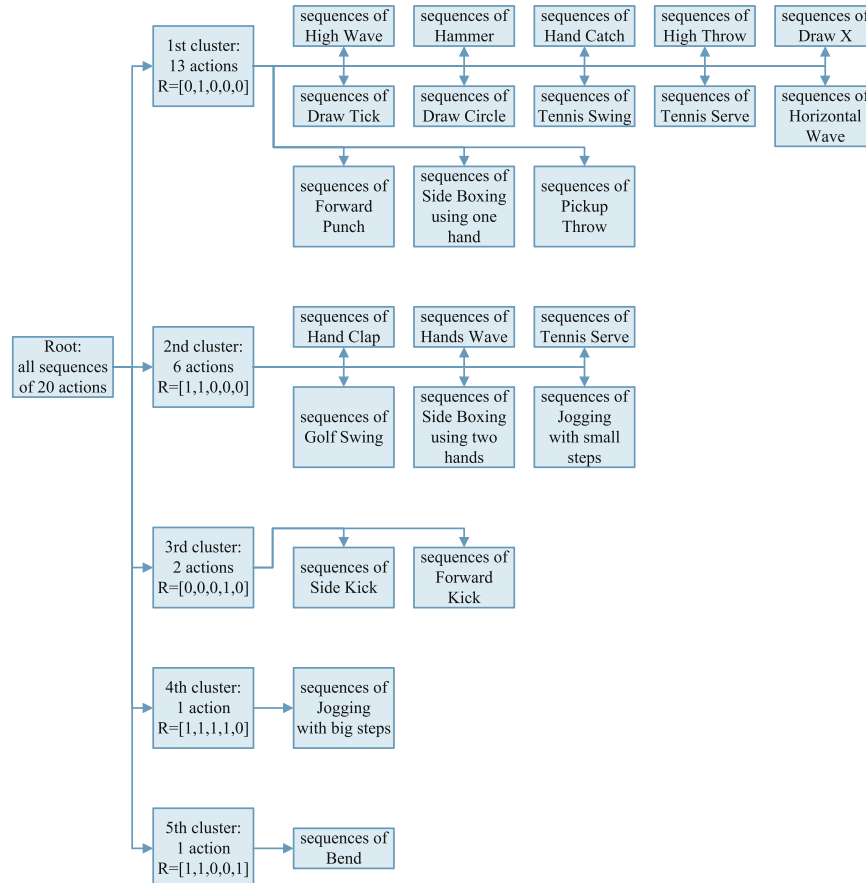 Root:
all sequences
of 20 actions
1st cluster:
13 actions
R=[0,1,0,0,0]
sequences of
High Wave
sequences of
Hammer
sequences of
Hand Catch
sequences of
High Throw
sequences of
Draw X
sequences of
Draw Tick
sequences of
Draw Circle
sequences of
Tennis Swing
sequences of
Tennis Serve
sequences of
Horizontal
Wave
sequences of
Forward
Punch
sequences of
Side Boxing
using one
hand
sequences of
Pickup
Throw
2nd cluster:
6 actions
R=[1,1,0,0,0]
sequences of
Hand Clap
sequences of
Hands Wave
sequences of
Tennis Serve
sequences of
Golf Swing
sequences of
Side Boxing
using two
hands
sequences of
Jogging
with small
steps
3rd cluster:
2 actions
R=[0,0,0,1,0]
sequences of
Side Kick
sequences of
Forward
Kick
4th cluster:
1 action
R=[1,1,1,1,0]
sequences of
Jogging
with big steps
5th cluster:
1 action
R=[1,1,0,0,1]
sequences of
Bend